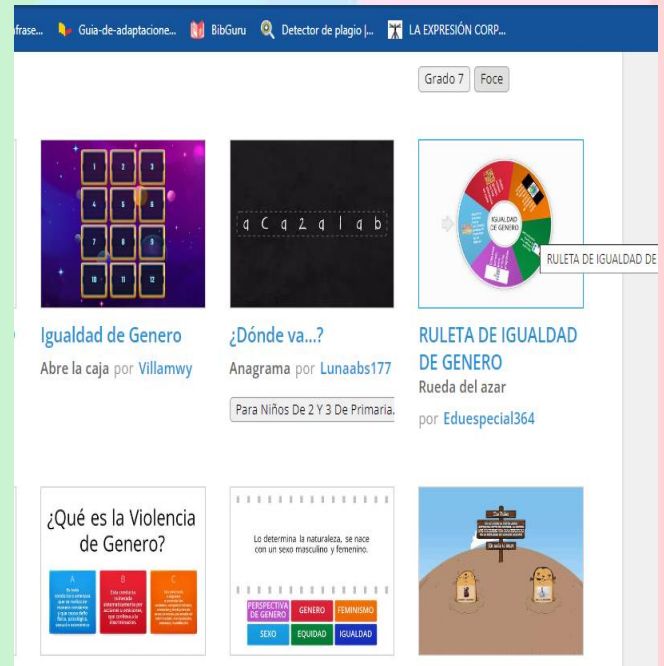 ifrase...
Guia-de-adaptacione...
BibGuru
Detector de plagio |...
LA EXPRESIÓN CORP...
Grado 7
Foce
1 2 3
4 5 6
7 8 9
10 11 12
q C q 2 q l q b
IGUALDAD
DE GENERO
RULETA DE IGUALDAD DE
Igualdad de Genero
Abre la caja por Villamwy
¿Dónde va...?
Anagrama por Lunaabs177
Para Niños De 2 Y 3 De Primaria.
RULETA DE IGUALDAD
DE GENERO
Rueda del azar
por Eduespecial364
¿Qué es la Violencia
de Genero?
A
B
C
Lo determina la naturaleza, se nace
con un sexo masculino y femenino.
PERSPECTIVA
DE GENERO
GENERO
FEMINISMO
SEXO
EQUIDAD
IGUALDAD